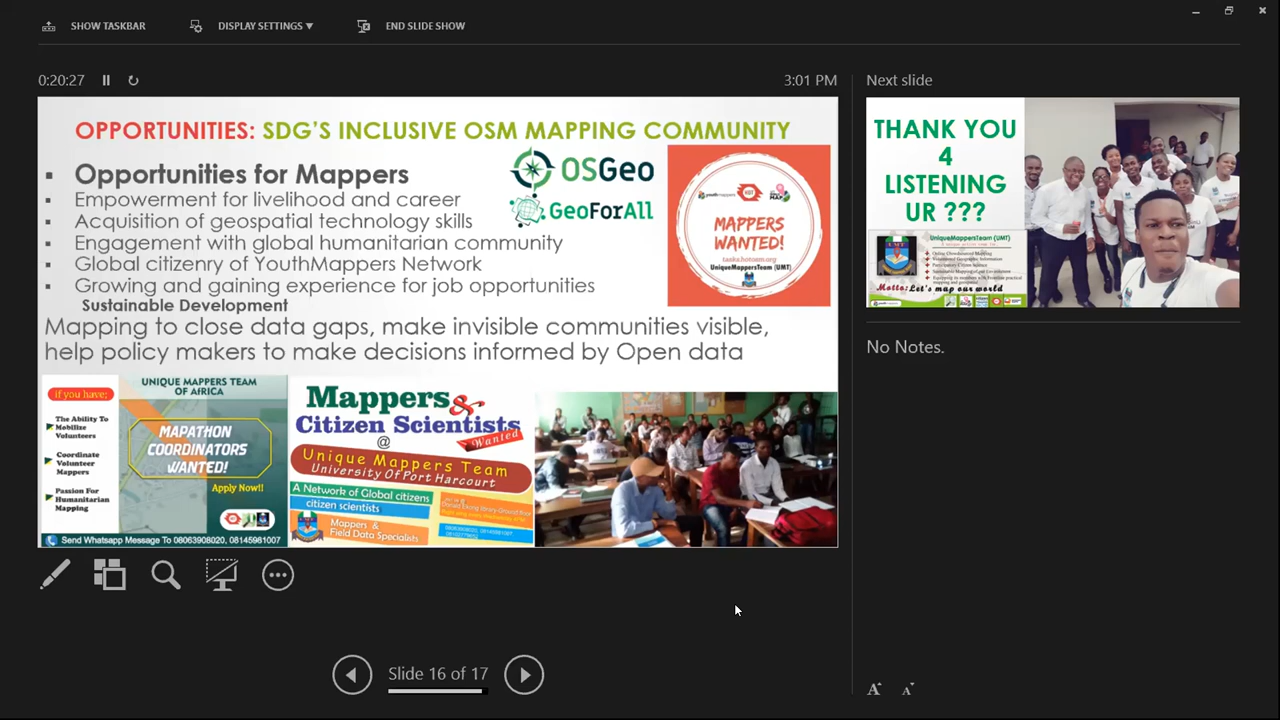 SHOW TASKBAR
DISPLAY SETTINGS ▼
END SLIDE SHOW
0:20:27
3:01 PM
OPPORTUNITIES: SDG'S INCLUSIVE OSM MAPPING COMMUNITY
▪ Opportunities for Mappers
▪ Empowerment for livelihood and career
▪ Acquisition of geospatial technology skills
▪ Engagement with global humanitarian community
▪ Global citizenry of YouthMappers Network
▪ Growing and gaining experience for job opportunities
Sustainable Development
Mapping to close data gaps, make invisible communities visible,
help policy makers to make decisions informed by Open data
OSGeo
GeoForAll
MAPPERS
WANTED!
tasks.hotosm.org
UniqueMappersTeam (UMT)
if you have:
The Ability To
Mobilize
Volunteers
Coordinate
Volunteer
Mappers
Passion For
Humanitarian
Mapping
UNIQUE MAPPERS TEAM
OF AfRICA
MAPATHON
COORDINATORS
WANTED!
Apply Now!!
Send Whatsapp Message To 08063908020, 08145981007
Mappers &
Citizen Scientists
@
Wanted
Unique Mappers Team
University Of Port Harcourt
A Network of Global citizens
citizen scientists
Mappers &
Field Data Specialists
Slide 16 of 17
Next slide
THANK YOU
4
LISTENING
UR ???
UMT
UniqueMappersTeam (UMT)
Motto: Let's map our world
No Notes.
A A